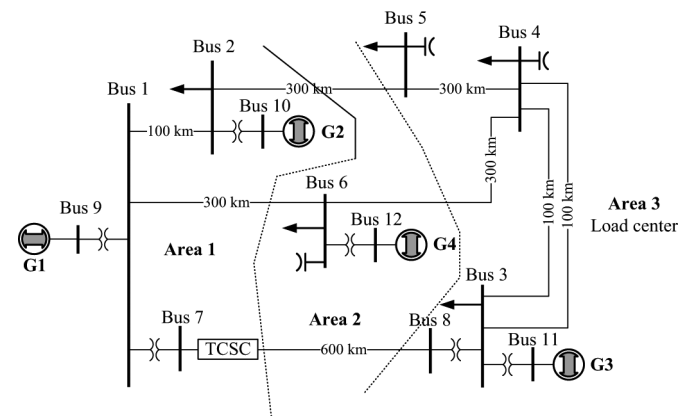 Bus 5
Bus 4
Bus 2
Bus 1
300 km
300 km
Bus 10
100 km
G2
300 km
Bus 6
100 km
100 km
Area 3
Load center
300 km
Bus 9
Bus 12
G4
Area 1
G1
Bus 3
Bus 7
Area 2
Bus 8
TCSC
600 km
Bus 11
G3